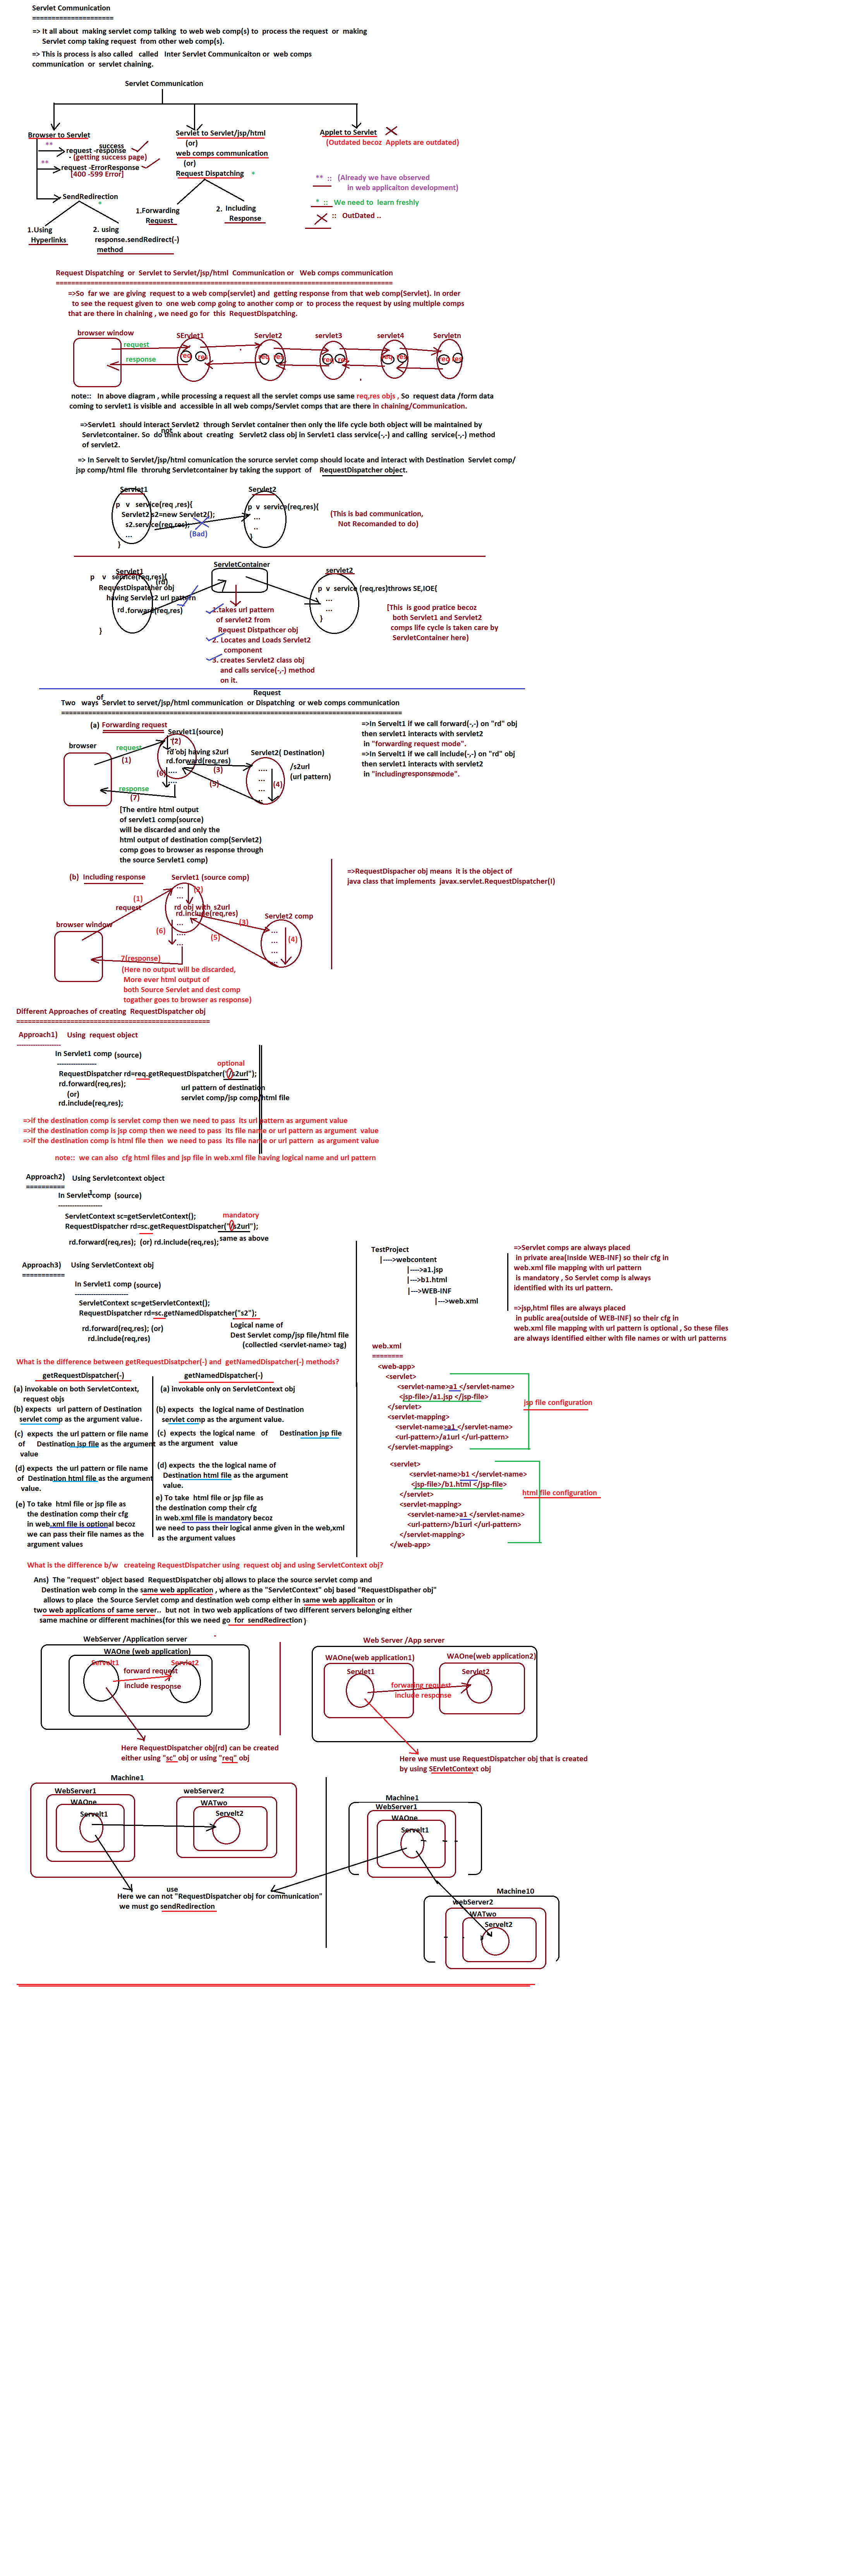 Servlet Communication
=====================
=> It all about making servlet comp talking to web web comp(s) to process the request or making
Servlet comp taking request from other web comp(s).
=> This is process is also called called Inter Servlet Communicaiton or web comps
communication or servlet chaining.
Servlet Communication
Browser to Servlet
** success
request -response
(getting success page)
** request -ErrorResponse
[400 -599 Error]
SendRedirection
*
1.Using
Hyperlinks
2. using
response.sendRedirect(-)
method
Servlet to Servlet/jsp/html
(or)
web comps communication
(or)
Request Dispatching *
1.Forwarding
Request
2. Including
Response
Applet to Servlet
(Outdated becoz Applets are outdated)
** :: (Already we have observed
in web applicaiton development)
* :: We need to learn freshly
:: OutDated ..
Request Dispatching or Servlet to Servlet/jsp/html Communication or Web comps communication
=>So far we are giving request to a web comp(servlet) and getting response from that web comp(Servlet). In order
to see the request given to one web comp going to another comp or to process the request by using multiple comps
that are there in chaining , we need go for this RequestDispatching.
browser window SErvlet1 Servlet2 servlet3 servlet4 Servletn
request
req res req res req res req res req res
response
note:: In above diagram , while processing a request all the servlet comps use same req,res objs , So request data /form data
coming to servlet1 is visible and accessible in all web comps/Servlet comps that are there in chaining/Communication.
=>Servlet1 should interact Servlet2 through Servlet container then only the life cycle both object will be maintained by
Servletcontainer. So do not think about creating Servlet2 class obj in Servlet1 class service(-,-) and calling service(-,-) method
of servlet2.
=> In Servelt to Servlet/jsp/html comunication the sorurce servlet comp should locate and interact with Destination Servlet comp/
jsp comp/html file throruhg Servletcontainer by taking the support of RequestDispatcher object.
Servlet1
p v service(req ,res){
Servlet2 s2=new Servlet2();
s2.service(req,res);
...
}
(Bad)
Servlet2
p v service(req,res){
...
..
}
(This is bad communication,
Not Recomanded to do)
Servlet1
p v service(req,res){
(rd)
RequestDispatcher obj
having Servlet2 url pattern
rd .forward(req,res)
}
ServletContainer
1.takes url pattern
of servlet2 from
Request Distpathcer obj
2. Locates and Loads Servlet2
component
3. creates Servlet2 class obj
and calls service(-,-) method
on it.
servlet2
p v service (req,res)throws SE,IOE{
...
...
}
[This is good pratice becoz
both Servlet1 and Servlet2
comps life cycle is taken care by
ServletContainer here)
Two ways of Servlet to servet/jsp/html communication or Request Dispatching or web comps communication
(a) Forwarding request
browser
request
(1)
Servlet1(source)
(2)
rd obj having s2url
rd.forward(req,res)
(6)
....
....
(3)
(5)
response
(7)
Servlet2( Destination)
/s2url
(url pattern)
....
...
...
..
(4)
[The entire html output
of servlet1 comp(source)
will be discarded and only the
html output of destination comp(Servlet2)
comp goes to browser as response through
the source Servlet1 comp)
=>In Servelt1 if we call forward(-,-) on "rd" obj
then servlet1 interacts with servlet2
in "forwarding request mode".
=>In Servelt1 if we call include(-,-) on "rd" obj
then servlet1 interacts with servlet2
in "includingresponsemode".
(b) Including response
Servlet1 (source comp)
(1)
request
...
(2)
...
rd obj with s2url
rd.include(req,res)
...
(6)
....
...
browser window
(3)
(5)
Servlet2 comp
...
...
...
...
(4)
7(response)
(Here no output will be discarded,
More ever html output of
both Source Servlet and dest comp
togather goes to browser as response)
=>RequestDispacher obj means it is the object of
java class that implements javax.servlet.RequestDispatcher(I)
Different Approaches of creating RequestDispatcher obj
Approach1) Using request object
In Servlet1 comp (source)
optional
RequestDispatcher rd=req.getRequestDispatcher("/s2url");
rd.forward(req,res);
(or)
rd.include(req,res);
url pattern of destination
servlet comp/jsp comp/html file
=>if the destination comp is servlet comp then we need to pass its url pattern as argument value
=>if the destination comp is jsp comp then we need to pass its file name or url pattern as argument value
=>if the destination comp is html file then we need to pass its file name or url pattern as argument value
note:: we can also cfg html files and jsp file in web.xml file having logical name and url pattern
Approach2) Using Servletcontext object
==========
In Servlet1 comp (source)
ServletContext sc=getServletContext();
mandatory
RequestDispatcher rd=sc.getRequestDispatcher("/s2url");
same as above
rd.forward(req,res); (or) rd.include(req,res);
Approach3) Using ServletContext obj
===========
In Servlet1 comp (source)
ServletContext sc=getServletContext();
RequestDispatcher rd=sc.getNamedDispatcher("s2");
rd.forward(req,res); (or)
rd.include(req,res)
Logical name of
Dest Servlet comp/jsp file/html file
(collectied <servlet-name> tag)
TestProject
|---->webcontent
|---->a1.jsp
|--->b1.html
|--->WEB-INF
|--->web.xml
=>Servlet comps are always placed
in private area(Inside WEB-INF) so their cfg in
web.xml file mapping with url pattern
is mandatory , So Servlet comp is always
identified with its url pattern.
=>jsp,html files are always placed
in public area(outside of WEB-INF) so their cfg in
web.xml file mapping with url pattern is optional , So these files
are always identified either with file names or with url patterns
What is the difference between getRequestDisatpcher(-) and getNamedDispatcher(-) methods?
getRequestDispatcher(-)
(a) invokable on both ServletContext,
request objs
(b) expects url pattern of Destination
servlet comp as the argument value.
(c) expects the url pattern or file name
of Destination jsp file as the argument
value
(d) expects the url pattern or file name
of Destination html file as the argument
value.
(e) To take html file or jsp file as
the destination comp their cfg
in web.xml file is optional becoz
we can pass their file names as the
argument values
getNamedDispatcher(-)
(a) invokable only on ServletContext obj
(b) expects the logical name of Destination
servlet comp as the argument value.
(c) expects the logical name of Destination jsp file
as the argument value
(d) expects the the logical name of
Destination html file as the argument
value.
e) To take html file or jsp file as
the destination comp their cfg
in web.xml file is mandatory becoz
we need to pass their logical anme given in the web,xml
as the argument values
web.xml
========
<web-app>
<servlet>
<servlet-name>a1 </servlet-name>
<jsp-file>/a1.jsp </jsp-file>
</servlet>
<servlet-mapping>
<servlet-name>a1 </servlet-name>
<url-pattern>/a1url </url-pattern>
</servlet-mapping>
jsp file configuration
<servlet>
<servlet-name>b1 </servlet-name>
<jsp-file>/b1.html </jsp-file>
</servlet>
<servlet-mapping>
<servlet-name>a1 </servlet-name>
<url-pattern>/b1url </url-pattern>
</servlet-mapping>
</web-app>
html file configuration
What is the difference b/w createing RequestDispatcher using request obj and using ServletContext obj?
Ans) The "request" object based RequestDispatcher obj allows to place the source servlet comp and
Destination web comp in the same web application , where as the "ServletContext" obj based "RequestDispather obj"
allows to place the Source Servlet comp and destination web comp either in same web applicaiton or in
two web applications of same server.. but not in two web applications of two different servers belonging either
same machine or different machines(for this we need go for sendRedirection )
WebServer /Application server
WAOne (web application)
Servelt1 Servlet2
forward request
include response
Here RequestDispatcher obj(rd) can be created
either using "sc" obj or using "req" obj
Web Server /App server
WAOne(web application1) WAOne(web application2)
Servlet1 Servlet2
forwaring request
include response
Here we must use RequestDispatcher obj that is created
by using SErvletContext obj
Machine1
WebServer1 webServer2
WAOne WATwo
Servelt1 Servelt2
Here we can not use "RequestDispatcher obj for communication"
we must go sendRedirection
Machine1
WebServer1
WAOne
Servelt1
Machine10
webServer2
WATwo
Servelt2